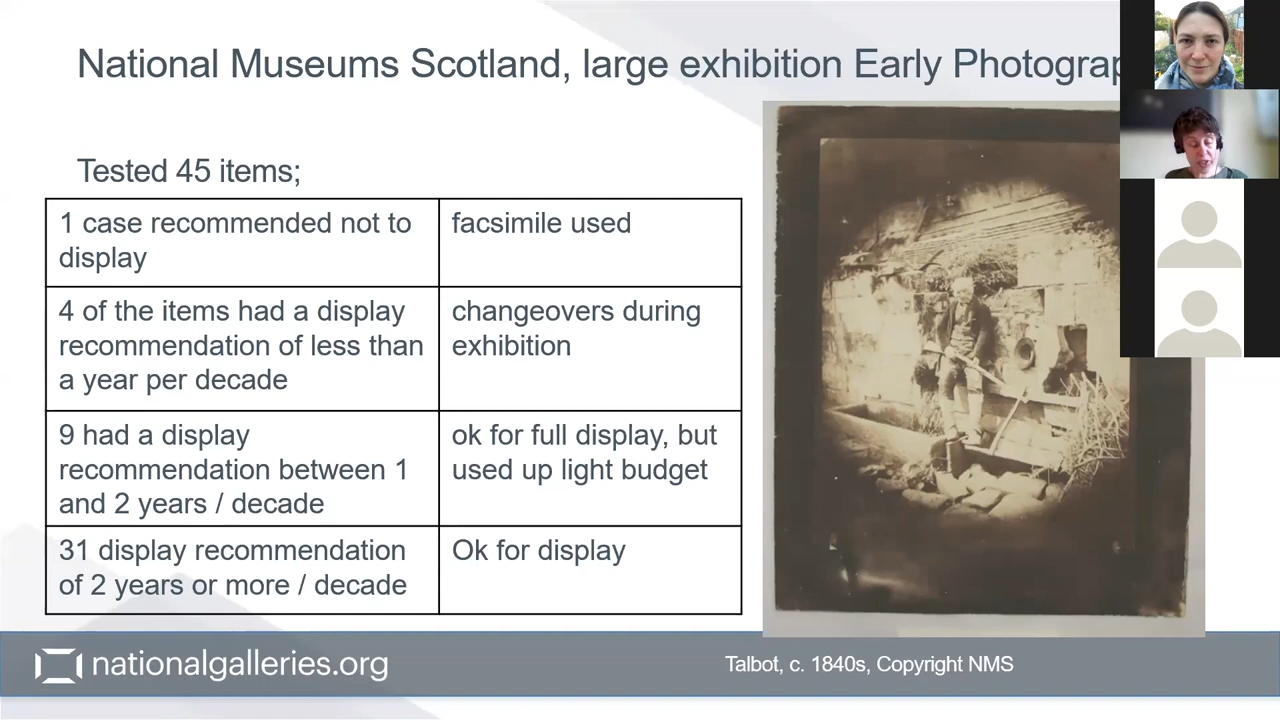 National Museums Scotland, large exhibition Early
Tested 45 items;
1 case recommended not to
display
facsimile used
4 of the items had a display
recommendation of less than
a year per decade
changeovers during
exhibition
9 had a display
recommendation between 1
and 2 years / decade
ok for full display, but
used up light budget
31 display recommendation
of 2 years or more / decade
Ok for display
nationalgalleries.org
Talbot, c. 1840s, Copyright NMS